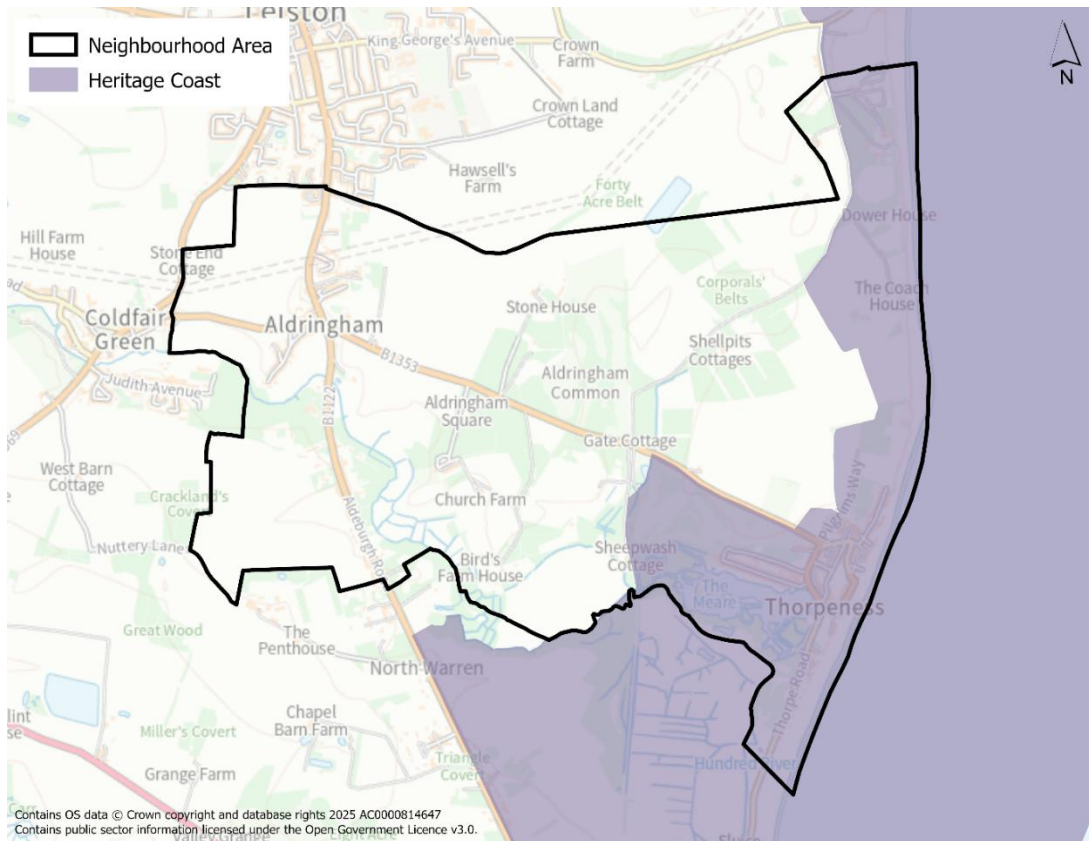 Leiston
Neighbourhood Area
Heritage Coast
King George's Avenue
Crown
Farm
N
Crown Land
Cottage
Hawsell's
Farm
Forty
Acre Belt
Dower House
Hill Farm
House
Stone End
Cottage
Corporals'
Belts
The Coach
House
Stone House
Coldfair
Green
Aldringham
Shellpits
Cottages
B1353
Judith Avenue
Aldringham
Common
B1122
Aldringham
Square
Gate Cottage
West Barn
Cottage
Church Farm
Crackland's
Pilgrims Way
Nuttery Lane
Aldeburgh Ro
Bird's
Farm House
Sheepwash
Cottage
The
Meare
Thorpeness
Great Wood
The
Penthouse
North Warren
Thorpe Road
Chapel
Barn Farm
Miller's Covert
Triangle
Covert
Hundred River
Grange Farm
Contains OS data © Crown copyright and database rights 2025 AC0000814647
Contains public sector information licensed under the Open Government Licence v3.0.